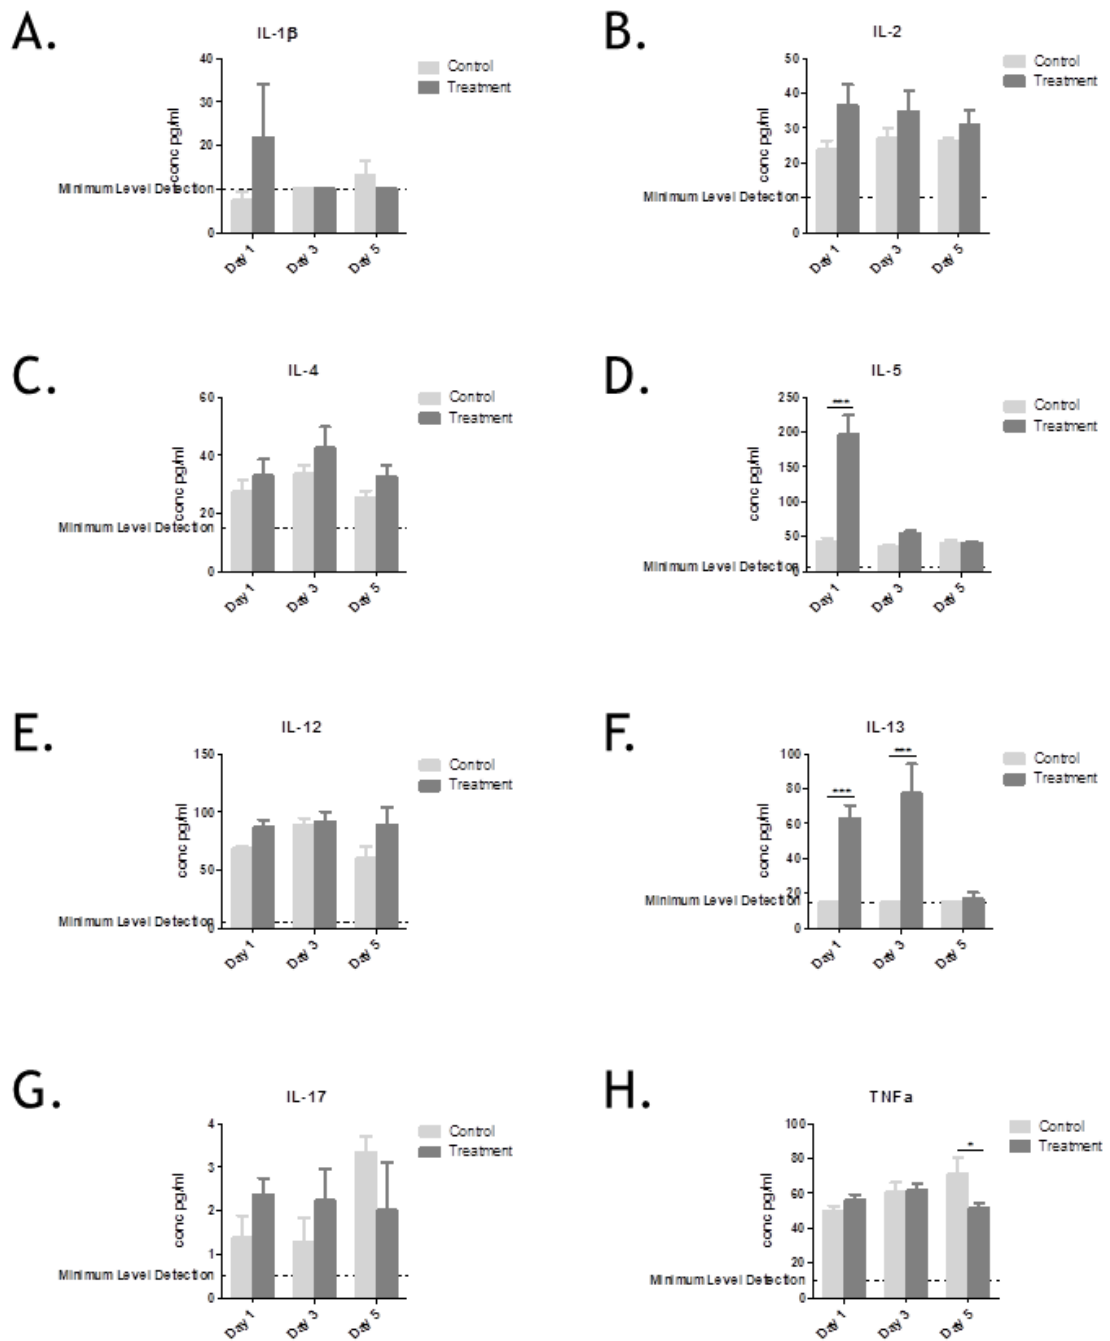 A.
IL-1β
40
30
20
10
0
conc pg/ml
Minimum Level Detection
Day 1
Day 3
Day 5
Control
Treatment
B.
IL-2
50
40
30
20
10
0
conc pg/ml
Minimum Level Detection
Day 1
Day 3
Day 5
Control
Treatment
C.
IL-4
60
40
20
0
conc pg/ml
Minimum Level Detection
Day 1
Day 3
Day 5
Control
Treatment
D.
IL-5
250
200
150
100
50
0
conc pg/ml
Minimum Level Detection
***
Day 1
Day 3
Day 5
Control
Treatment
E.
IL-12
150
100
50
0
conc pg/ml
Minimum Level Detection
Day 1
Day 3
Day 5
Control
Treatment
F.
IL-13
100
80
60
40
20
0
conc pg/ml
Minimum Level Detection
***
***
Day 1
Day 3
Day 5
Control
Treatment
G.
IL-17
4
3
2
1
0
conc pg/ml
Minimum Level Detection
Day 1
Day 3
Day 5
Control
Treatment
H.
TNFa
100
80
60
40
20
0
conc pg/ml
Minimum Level Detection
*
Day 1
Day 3
Day 5
Control
Treatment